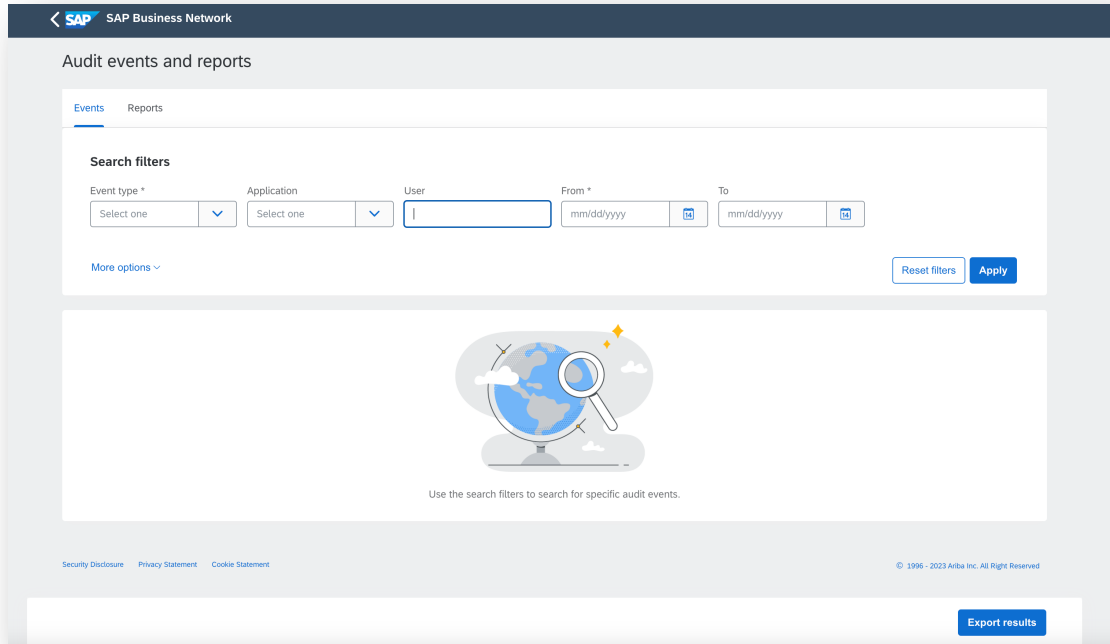 SAP SAP Business Network
Audit events and reports
Events Reports
Search filters
Event type * Application User From * To
Select one Select one mm/dd/yyyy 14 mm/dd/yyyy 14
More options Reset filters Apply
Use the search filters to search for specific audit events.
Security Disclosure Privacy Statement Cookie Statement © 1996 - 2023 Ariba Inc. All Right Reserved
Export results